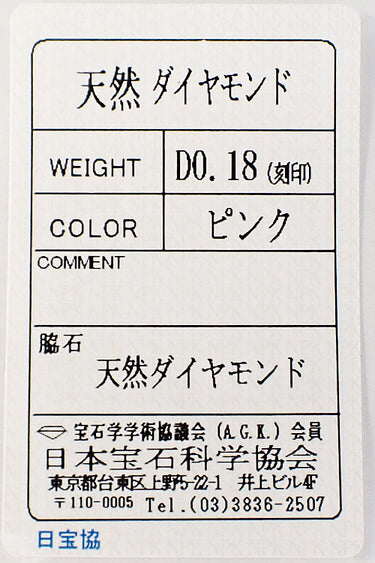 天然 ダイヤモンド
WEIGHT D0.18 (刻印)
COLOR ピンク
COMMENT
脇石
天然ダイヤモンド
宝石学学術協議会 (A.G.K.) 会員
日本宝石科学協会
東京都台東区上野5-22-1 井上ビル4F
〒110-0005 Tel.(03)3836-2507
日宝協